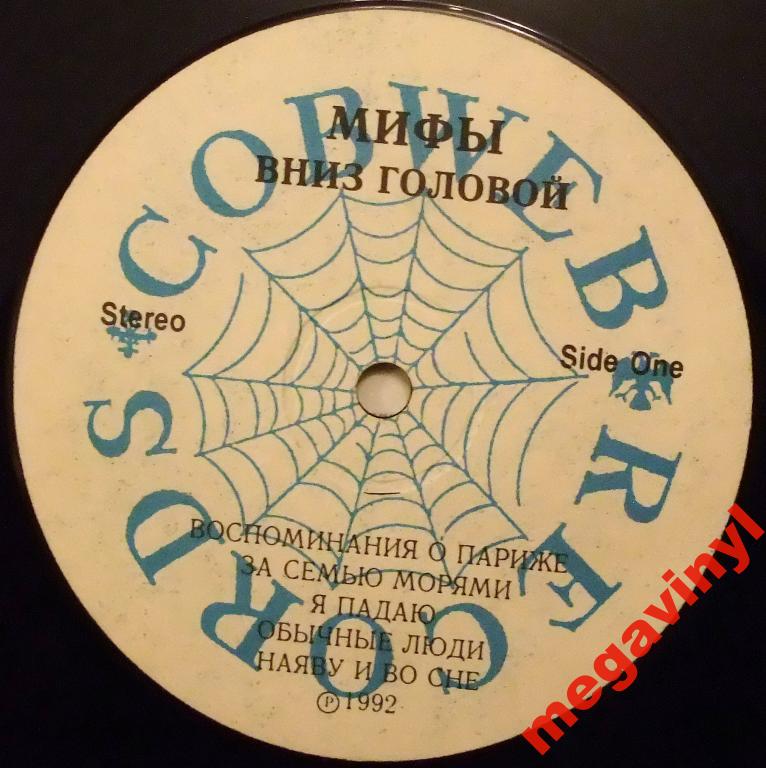 COBWEB RECORDS
МИФЫ
ВНИЗ ГОЛОВОЙ
Stereo
Side One
ВОСПОМИНАНИЯ О ПАРИЖЕ
ЗА СЕМЬЮ МОРЯМИ
Я ПАДАЮ
ОБЫЧНЫЕ ЛЮДИ
НАЯВУ И ВО СНЕ
Ⓟ1992
megavinyl